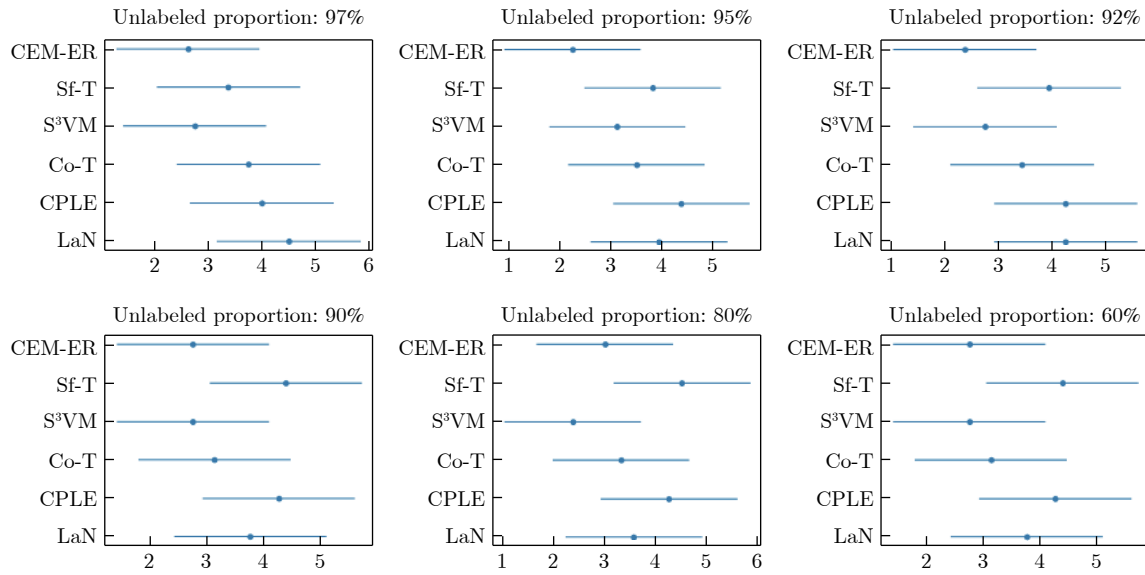 Unlabeled proportion: 97%
CEM-ER
Sf-T
S³VM
Co-T
CPLE
LaN
2 3 4 5 6
Unlabeled proportion: 95%
CEM-ER
Sf-T
S³VM
Co-T
CPLE
LaN
1 2 3 4 5
Unlabeled proportion: 92%
CEM-ER
Sf-T
S³VM
Co-T
CPLE
LaN
1 2 3 4 5
Unlabeled proportion: 90%
CEM-ER
Sf-T
S³VM
Co-T
CPLE
LaN
2 3 4 5
Unlabeled proportion: 80%
CEM-ER
Sf-T
S³VM
Co-T
CPLE
LaN
1 2 3 4 5 6
Unlabeled proportion: 60%
CEM-ER
Sf-T
S³VM
Co-T
CPLE
LaN
2 3 4 5